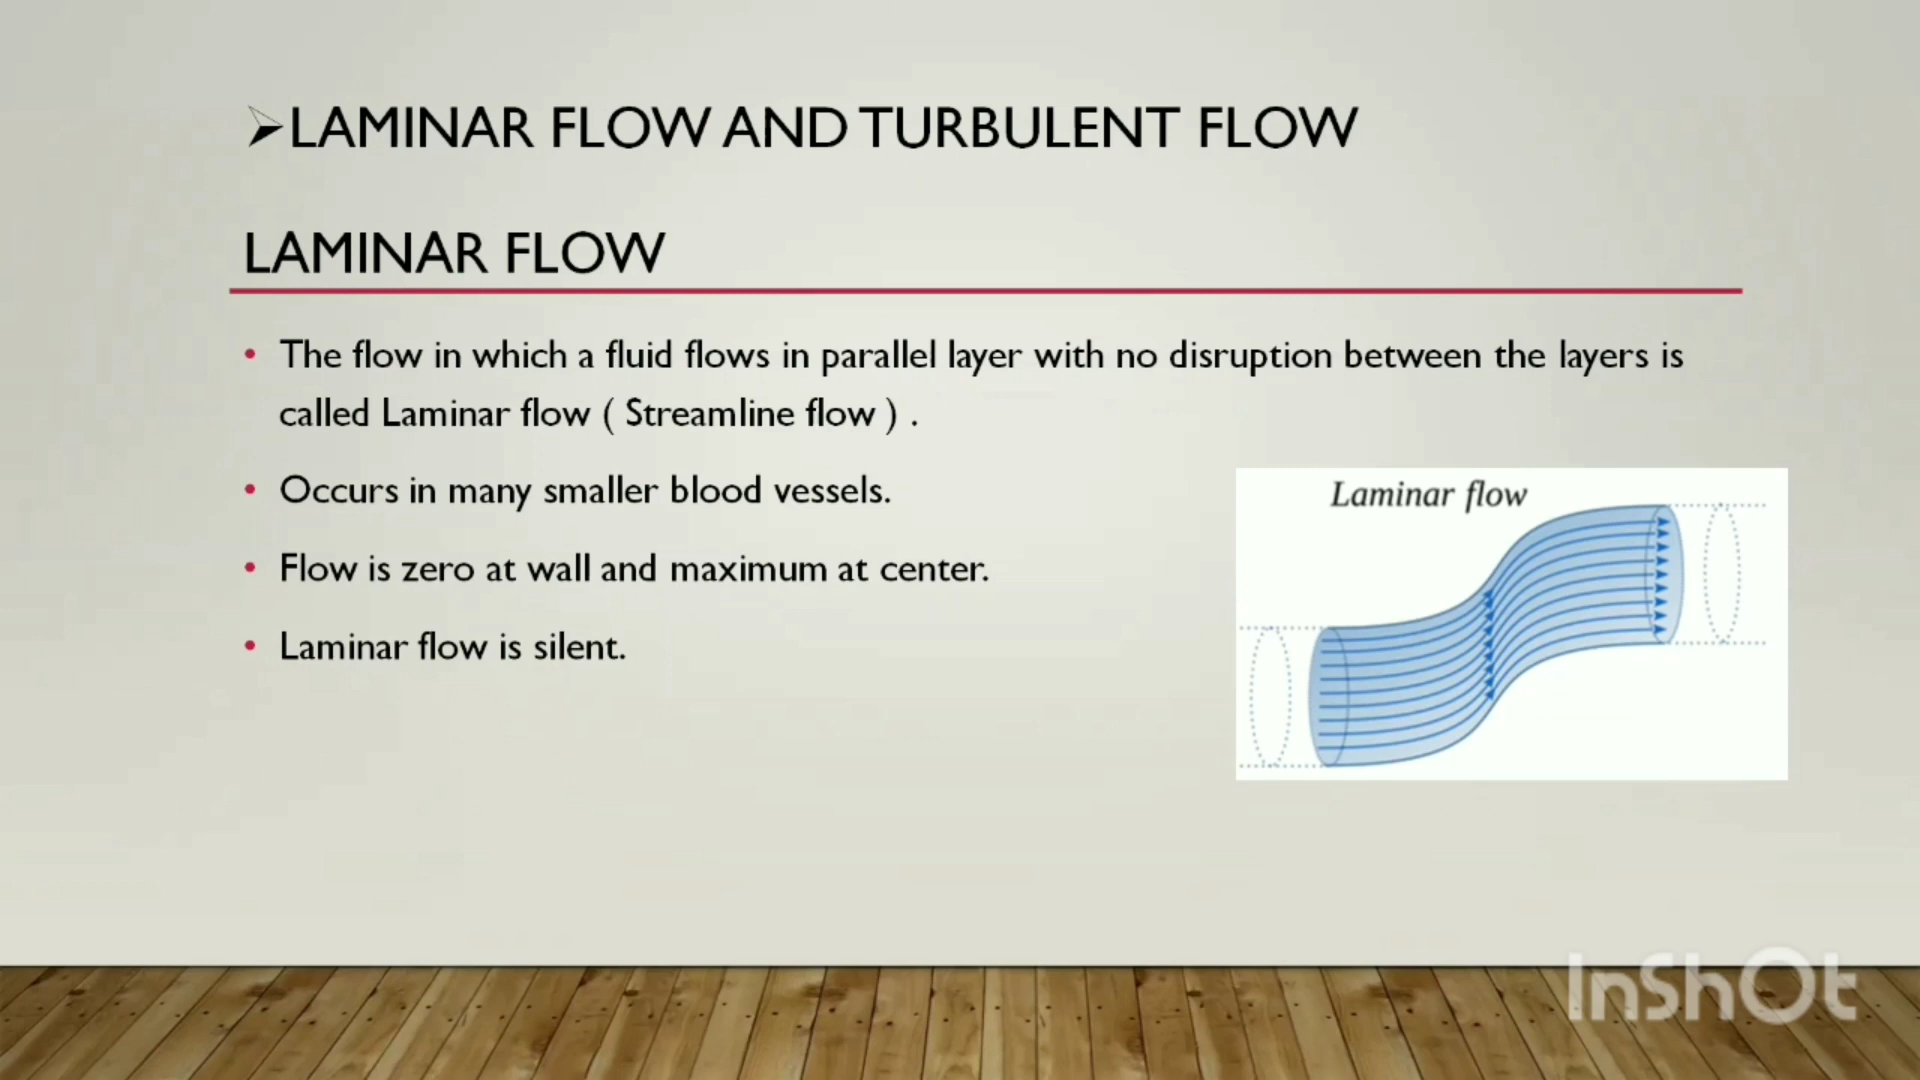 ➢LAMINAR FLOW AND TURBULENT FLOW
LAMINAR FLOW
• The flow in which a fluid flows in parallel layer with no disruption between the layers is
called Laminar flow ( Streamline flow ) .
• Occurs in many smaller blood vessels.
• Flow is zero at wall and maximum at center.
• Laminar flow is silent.
Laminar flow
InShOt